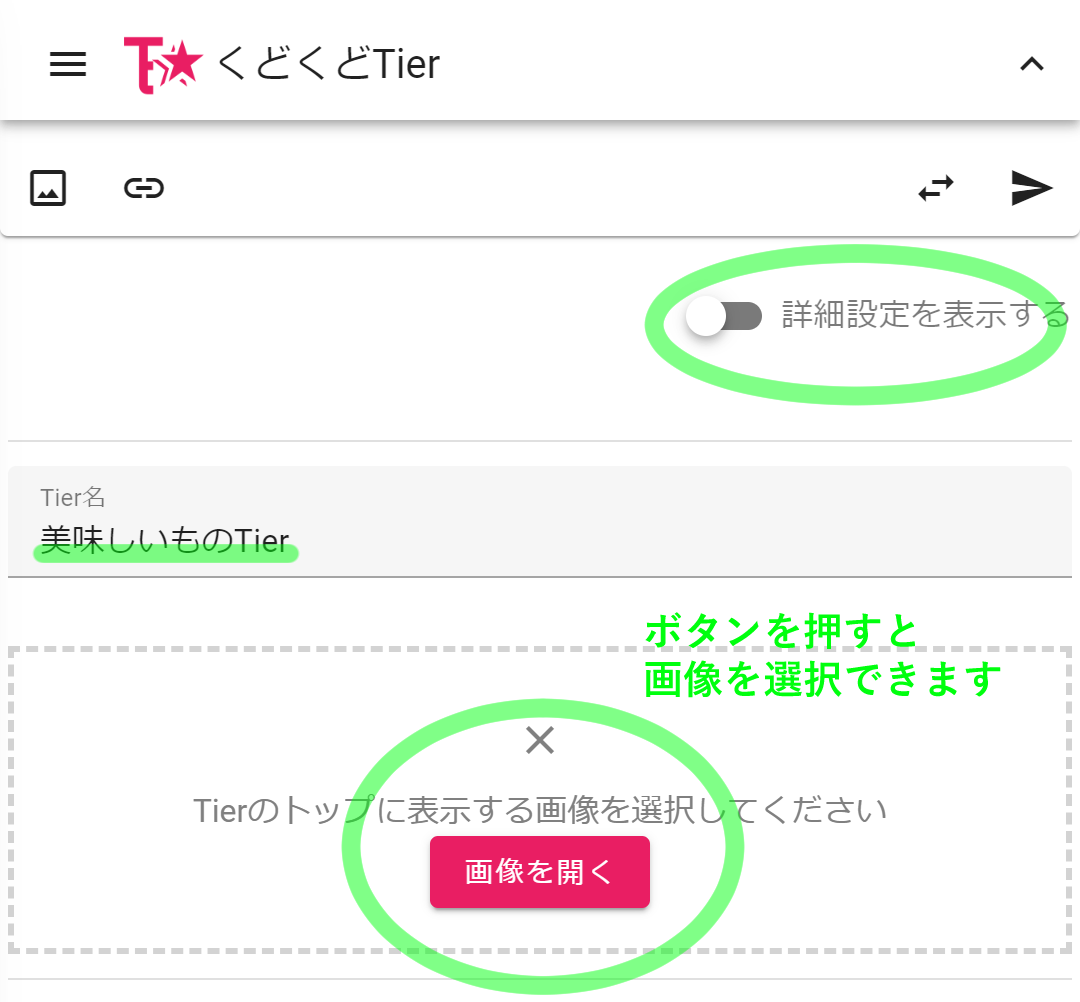 くどくどTier
詳細設定を表示する
Tier名
美味しいものTier
ボタンを押すと
画像を選択できます
Tierのトップに表示する画像を選択してください
画像を開く